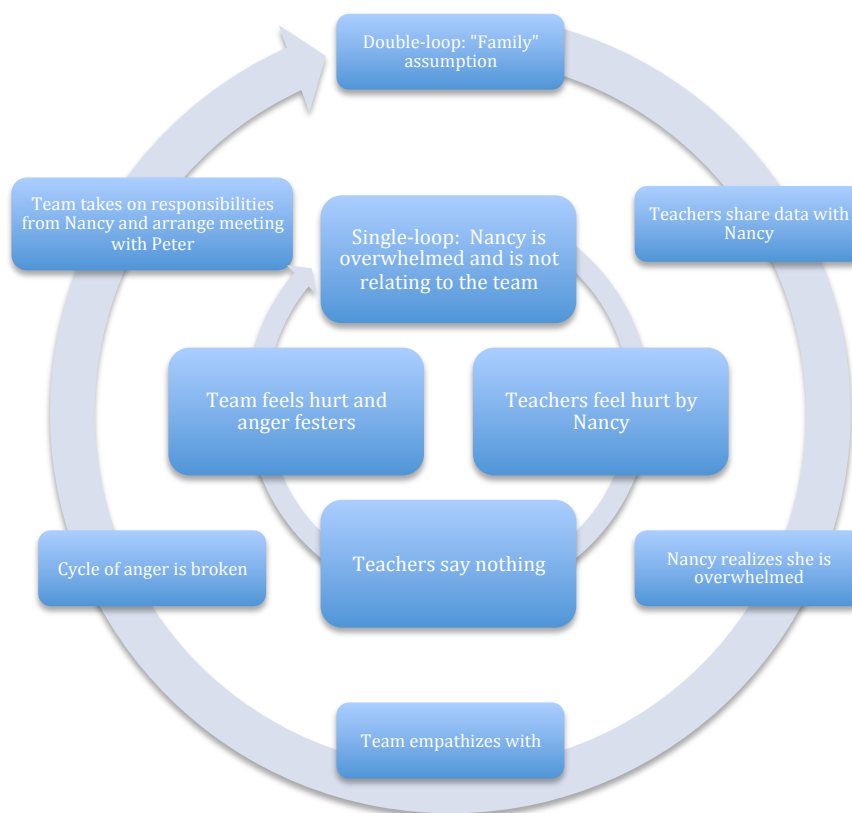 Double-loop: "Family"
assumption
Team takes on responsibilities
from Nancy and arrange meeting
with Peter
Teachers share data with
Nancy
Single-loop:  Nancy is
overwhelmed and is not
relating to the team
Team feels hurt and
anger festers
Teachers feel hurt by
Nancy
Cycle of anger is broken
Teachers say nothing
Nancy realizes she is
overwhelmed
Team empathizes with